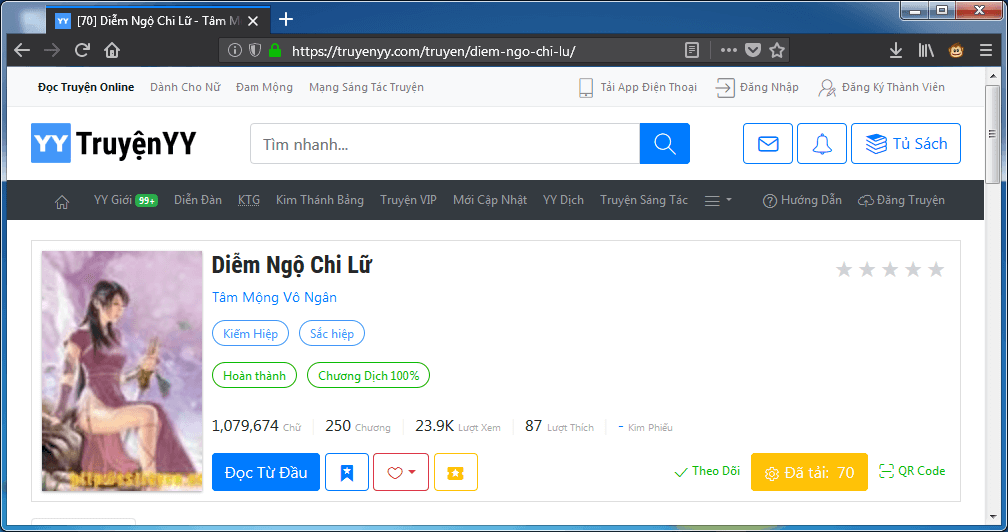 YY [70] Diễm Ngộ Chi Lữ - Tâm M
https://truyenyy.com/truyen/diem-ngo-chi-lu/
Đọc Truyện Online Dành Cho Nữ Đam Mộng Mạng Sáng Tác Truyện Tải App Điện Thoại Đăng Nhập Đăng Ký Thành Viên
YY TruyệnYY Tìm nhanh... Tủ Sách
YY Giới 99+ Diễn Đàn KTG Kim Thánh Bảng Truyện VIP Mới Cập Nhật YY Dịch Truyện Sáng Tác Hướng Dẫn Đăng Truyện
Diễm Ngộ Chi Lữ
Tâm Mộng Vô Ngân
Kiếm Hiệp Sắc hiệp
Hoàn thành Chương Dịch 100%
1,079,674 Chữ 250 Chương 23.9K Lượt Xem 87 Lượt Thích - Kim Phiếu
Đọc Từ Đầu Theo Dõi Đã tải: 70 QR Code